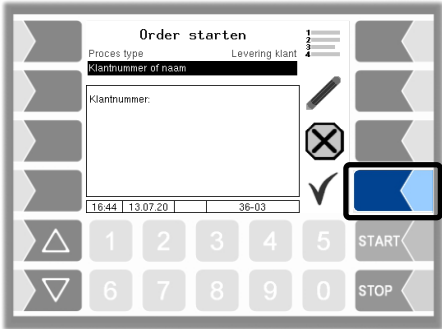 Order starten
Proces type Levering klant
Klantnummer of naam
Klantnummer:
16:44 13.07.20 36-03
1
2
3
4
1 2 3 4 5 START
6 7 8 9 0 STOP